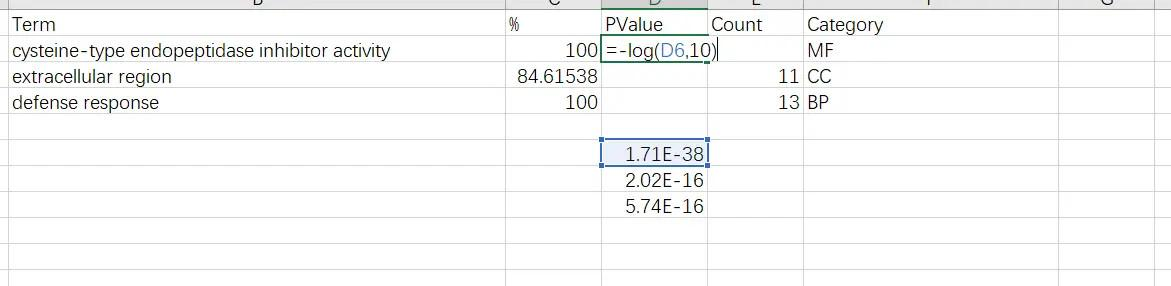 Term % PValue Count Category
cysteine-type endopeptidase inhibitor activity 100 =-log(D6,10) MF
extracellular region 84.61538 11 CC
defense response 100 13 BP
1.71E-38
2.02E-16
5.74E-16